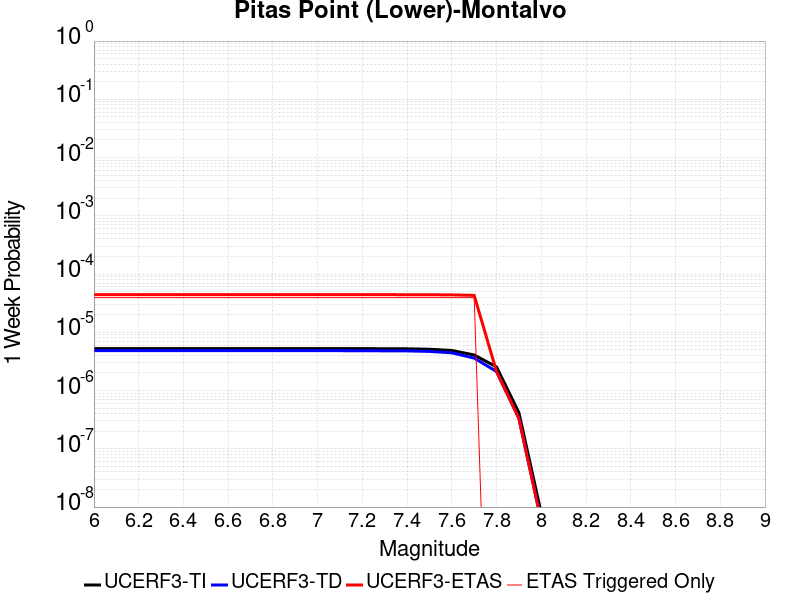 Pitas Point (Lower)-Montalvo
1 Week Probability
10^0
10^-1
10^-2
10^-3
10^-4
10^-5
10^-6
10^-7
10^-8
6 6.2 6.4 6.6 6.8 7 7.2 7.4 7.6 7.8 8 8.2 8.4 8.6 8.8 9
Magnitude
UCERF3-TI UCERF3-TD UCERF3-ETAS ETAS Triggered Only